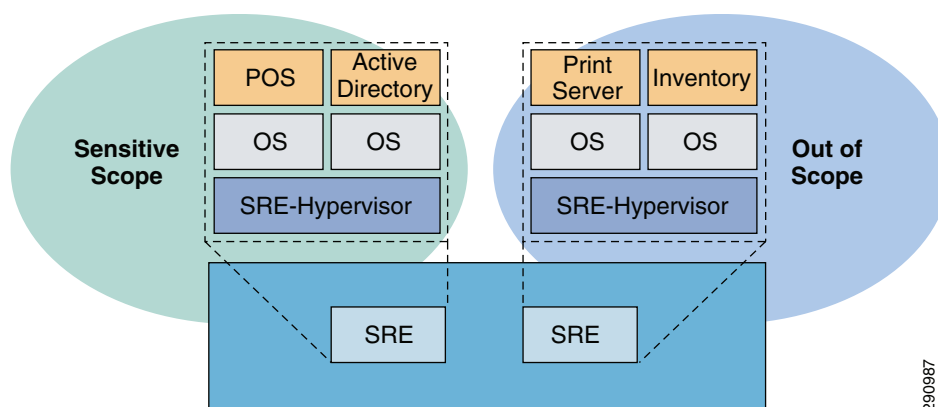 POS
Active
Directory
OS
OS
SRE-Hypervisor
Sensitive
Scope
Print
Server
Inventory
OS
OS
SRE-Hypervisor
Out of
Scope
SRE
SRE
290987